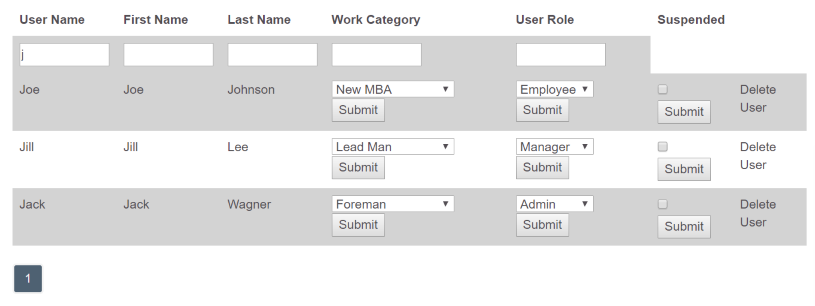 User Name First Name Last Name Work Category User Role Suspended
j
Joe Joe Johnson New MBA Employee Delete
Submit Submit Submit User
Jill Jill Lee Lead Man Manager Delete
Submit Submit Submit User
Jack Jack Wagner Foreman Admin Delete
Submit Submit Submit User
1